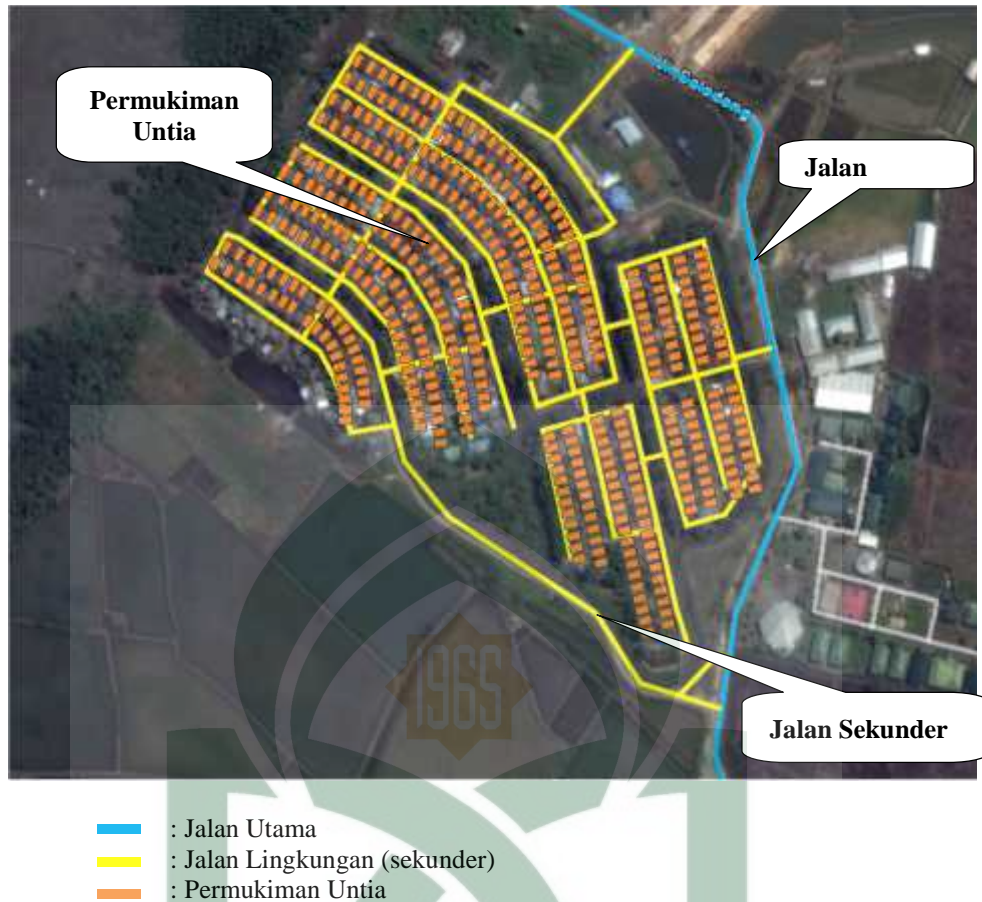 Permukiman
Untia
Jalan
Jalan Sekunder
1965
: Jalan Utama
: Jalan Lingkungan (sekunder)
: Permukiman Untia